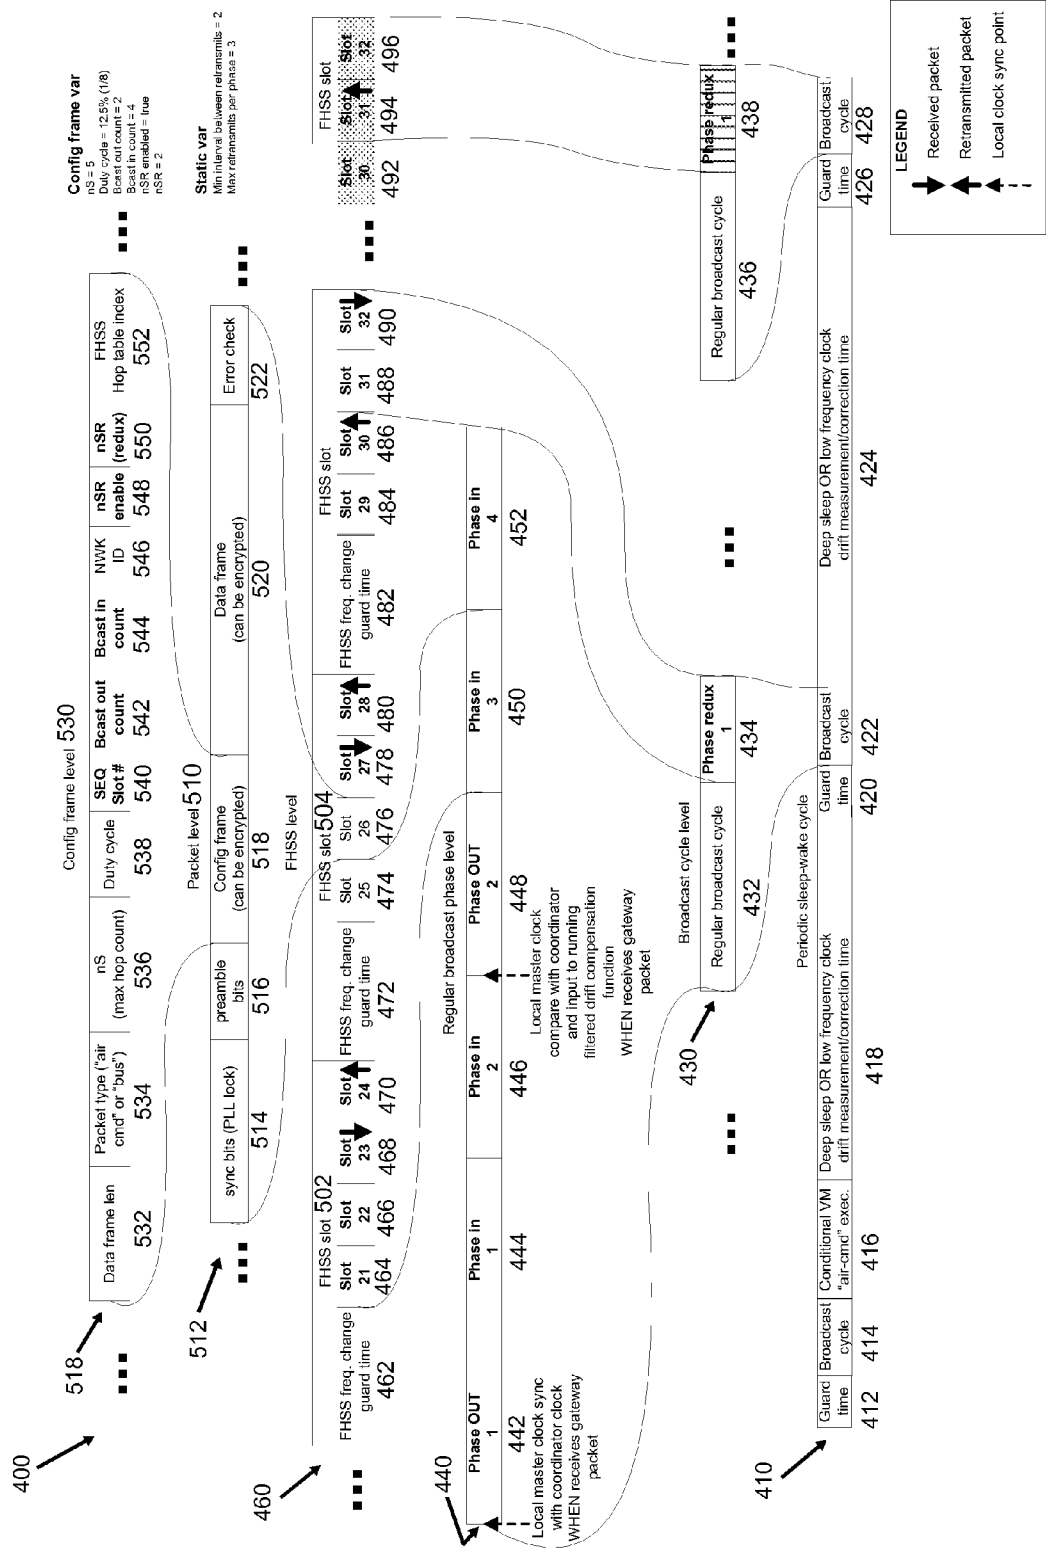 400
Config frame level 530
518
Data frame len
532
Packet type ("air
cmd" or "bus")
534
nS
(max hop count)
536
Duty cycle
538
SEQ
Slot #
540
Bcast out
count
542
Bcast in
count
544
NWK
ID
546
nSR
enable
548
nSR
(redux)
550
FHSS
Hop table index
552
Config frame var
nS = 5
Duty cycle = 12.5% (1/8)
Bcast out count = 2
Bcast in count = 4
nSR enabled = true
nSR = 2
Packet level 510
512
sync bits (PLL lock)
514
preamble
bits
516
Config frame
(can be encrypted)
518
Data frame
(can be encrypted)
520
Error check
522
Static var
Min interval between retransmits = 2
Max retransmits per phase = 3
FHSS level
460
FHSS freq. change
guard time
462
FHSS slot 502
Slot
21
464
Slot
22
466
Slot
23
468
Slot
24
470
FHSS freq. change
guard time
472
FHSS slot 504
Slot
25
474
Slot
26
476
Slot
27
478
Slot
28
480
FHSS freq. change
guard time
482
FHSS slot
Slot
29
484
Slot
30
486
Slot
31
488
Slot
32
490
FHSS slot
Slot
30
492
Slot
31
494
Slot
32
496
Regular broadcast phase level
440
Phase OUT
1
442
Phase in
1
444
Phase in
2
446
Phase OUT
2
448
Phase in
3
450
Phase in
4
452
Local master clock sync
with coordinator clock
WHEN receives gateway
packet
Local master clock
compare with coordinator
and input to running
filtered drift compensation
function
WHEN receives gateway
packet
Broadcast cycle level
430
Regular broadcast cycle
432
Phase redux
1
434
Regular broadcast cycle
436
Phase redux
1
438
Periodic sleep-wake cycle
410
Guard
time
412
Broadcast
cycle
414
Conditional VM
"air-cmd" exec.
416
Deep sleep OR low frequency clock
drift measurement/correction time
418
Guard
time
420
Broadcast
cycle
422
Deep sleep OR low frequency clock
drift measurement/correction time
424
Guard
time
426
Broadcast
cycle
428
LEGEND
Received packet
Retransmitted packet
Local clock sync point